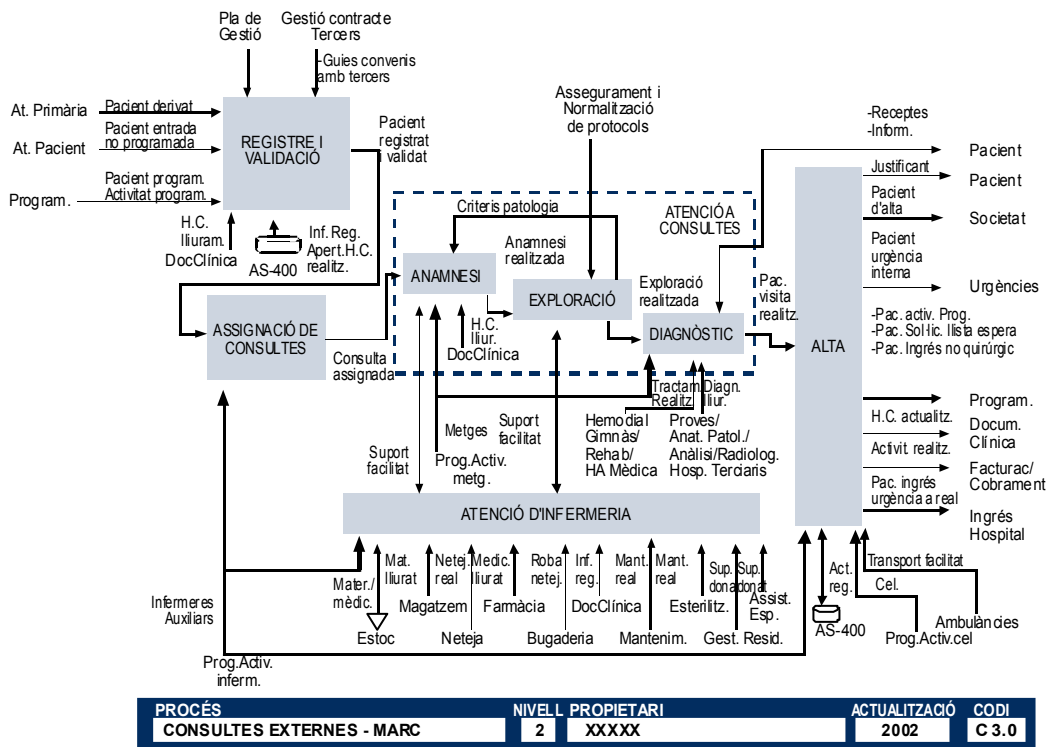 Pla de
Gestió
Gestió contracte
Tercers
-Guies convenis
amb tercers
At. Primària
Pacient derivat
At. Pacient
Pacient entrada
no programada
Program.
Pacient program.
Activitat program.
REGISTRE I
VALIDACIÓ
Pacient
registrat
i validat
H.C.
lliuram.
DocClínica
AS-400
Inf. Reg.
Apert.H.C.
realitz.
Assegurament i
Normalització
de protocols
-Receptes
-Inform.
Pacient
Justificant
Pacient
Pacient
d'alta
Societat
Pacient
urgència
interna
Urgències
-Pac. activ. Prog.
-Pac. Sol·lic. llista espera
-Pac. Ingrés no quirúrgic
Program.
H.C. actualitz.
Docum.
Clínica
Activit. realitz.
Facturac/
Cobrament
Pac. ingrés
urgència a real
Ingrés
Hospital
Criteris patologia
ATENCIÓ A
CONSULTES
Anamnesi
realitzada
ANAMNESI
EXPLORACIÓ
Exploració
realitzada
DIAGNÒSTIC
Pac.
visita
realitz.
ALTA
ASSIGNACIÓ DE
CONSULTES
Consulta
assignada
H.C.
lliur.
DocClínica
Tractam.
Realitz.
Diagn.
lliur.
Suport
facilitat
Metges
Prog.Activ.
metg.
Suport
facilitat
Hemodial
Gimnàs/
Rehab/
HA Mèdica
Proves/
Anat. Patol./
Anàlisi/Radiolog.
Hosp. Terciaris
ATENCIÓ D'INFERMERIA
Infermeres
Auxiliars
Prog.Activ.
inferm.
Mater./
mèdic.
Mat.
lliurat
Estoc
Netej.
real
Magatzem
Medic.
lliurat
Neteja
Farmàcia
Roba
netej.
Bugaderia
Inf.
reg.
DocClínica
Mant.
real
Mantenim.
Mant.
real
Esterilitz.
Sup.
donat
Gest. Resid.
Sup.
donat
Assist.
Esp.
Act.
reg.
AS-400
Transport facilitat
Cel.
Ambulàncies
Prog.Activ.cel
PROCÉS
NIVELL
PROPIETARI
ACTUALITZACIÓ
CODI
CONSULTES EXTERNES - MARC
2
XXXXX
2002
C 3.0